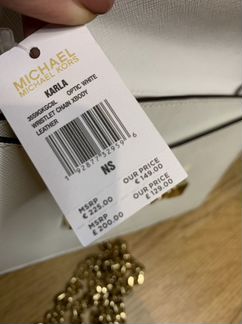 MICHAEL
MICHAEL KORS
KARLA
OPTIC WHITE
WRISTLET CHAIN XBODY
LEATHER
NS
MSRP
€ 225.00
OUR PRICE
€ 149.00
MSRP
£ 200.00
OUR PRICE
£ 129.00